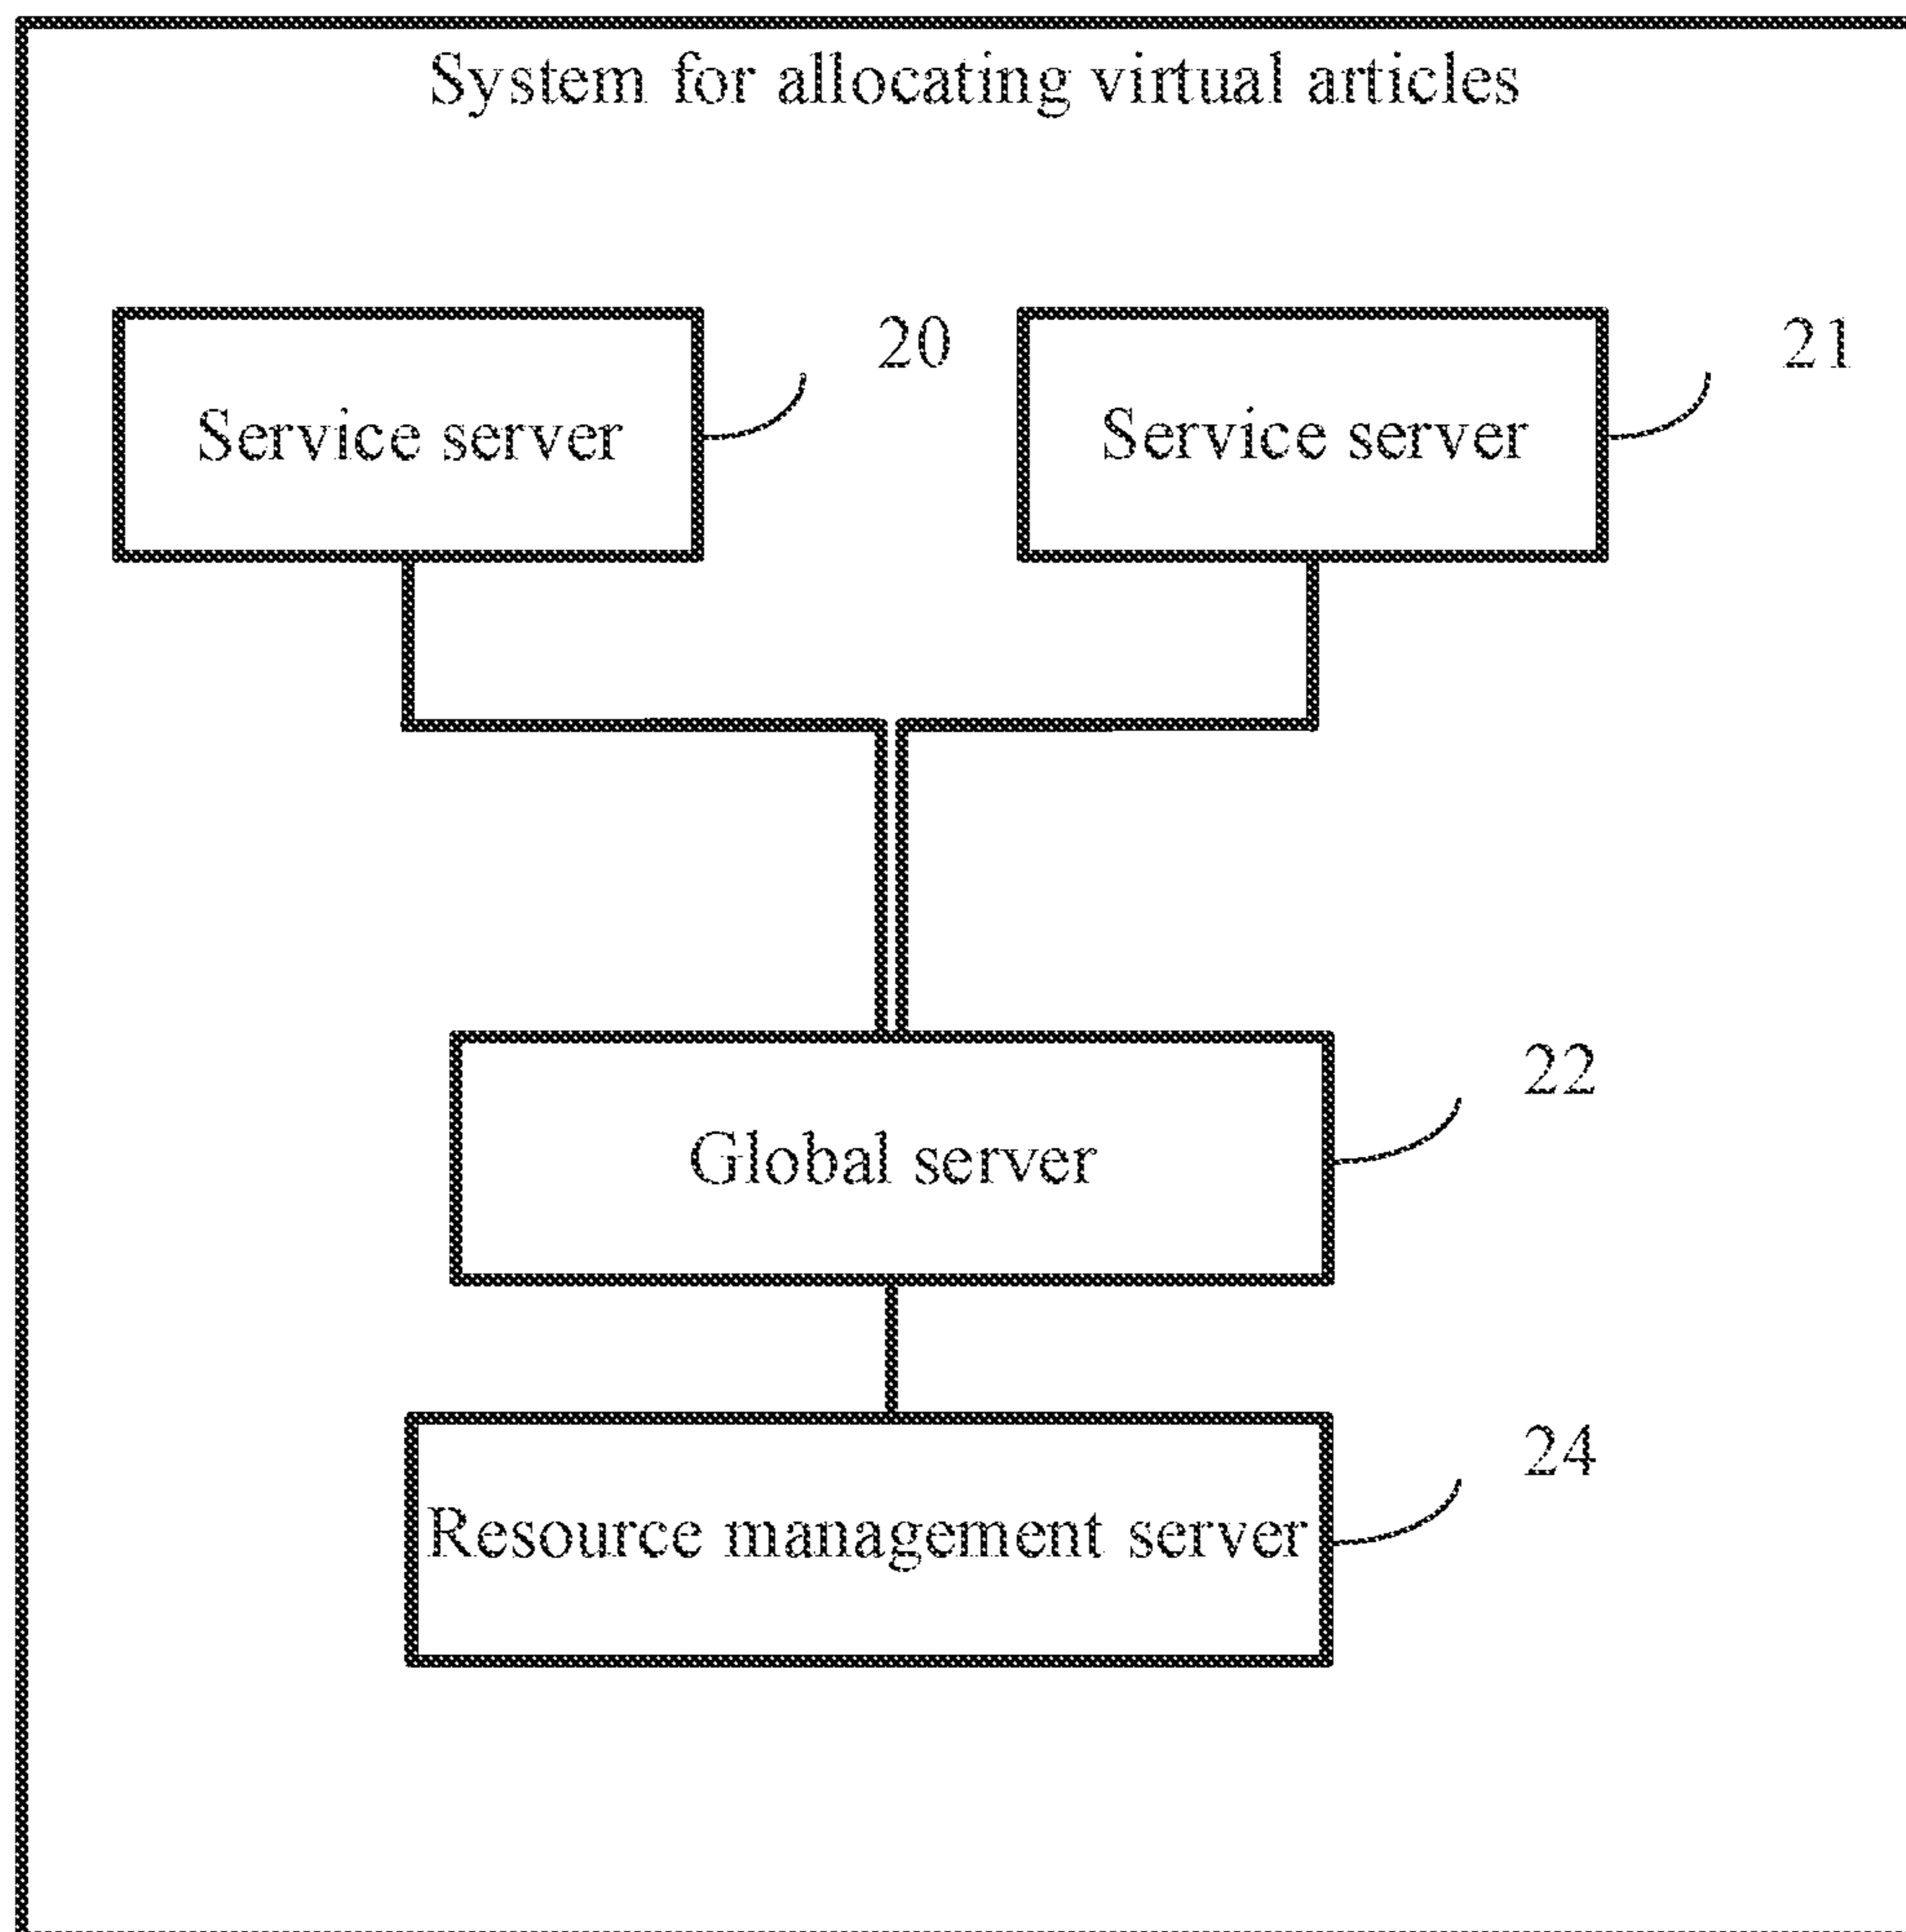 System for allocating virtual articles
20
21
Service server
Service server
22
Global server
24
Resource management server